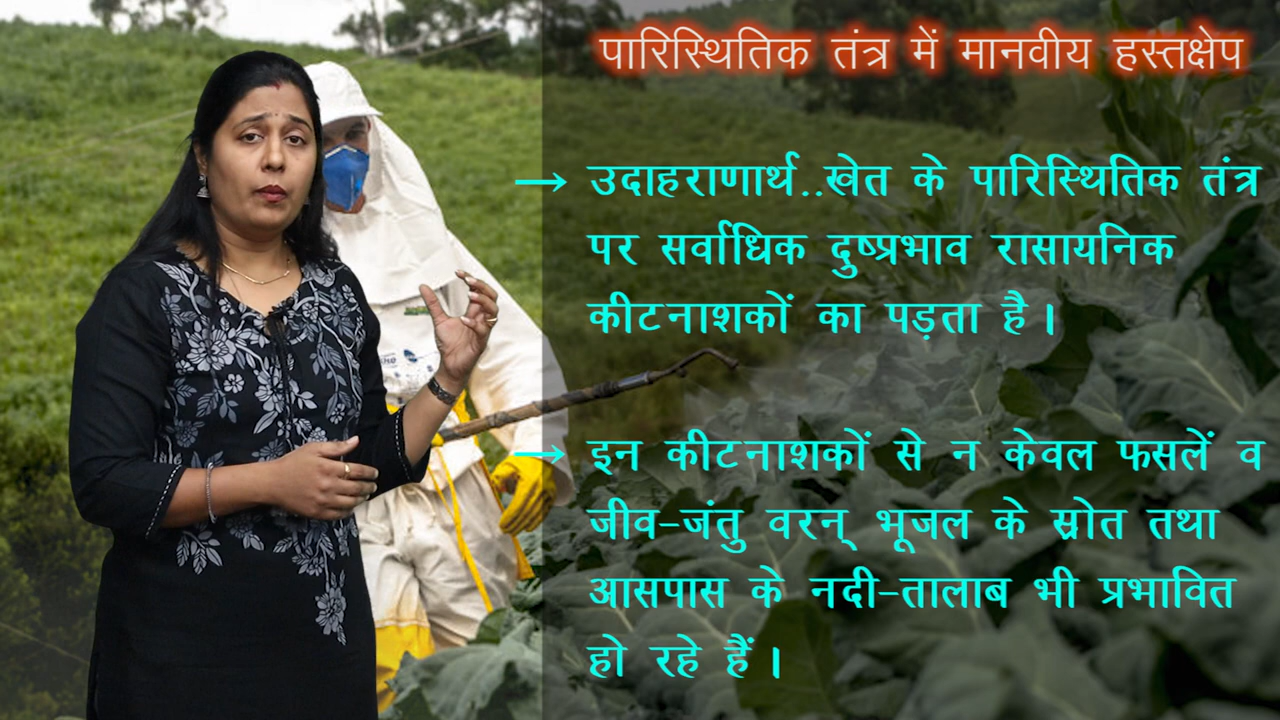 पारिस्थितिक तंत्र में मानवीय हस्तक्षेप
→ उदाहराणार्थ..खेत के पारिस्थितिक तंत्र
पर सर्वाधिक दुष्प्रभाव रासायनिक
कीटनाशकों का पड़ता है।
→ इन कीटनाशकों से न केवल फसलें व
जीव-जंतु वरन् भूजल के स्रोत तथा
आसपास के नदी-तालाब भी प्रभावित
हो रहे हैं।